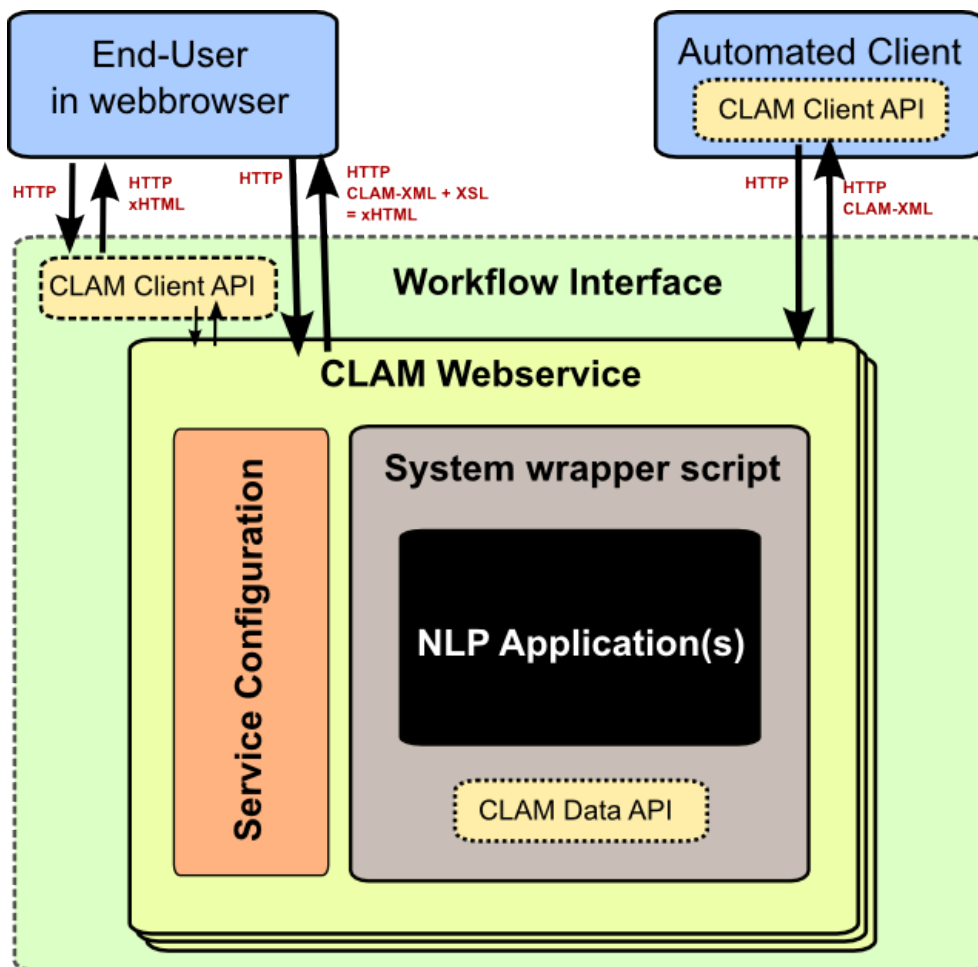 End-User
in webbrowser
Automated Client
CLAM Client API
HTTP
HTTP
xHTML
HTTP
HTTP
CLAM-XML + XSL
= xHTML
HTTP
HTTP
CLAM-XML
CLAM Client API
Workflow Interface
CLAM Webservice
Service Configuration
System wrapper script
NLP Application(s)
CLAM Data API